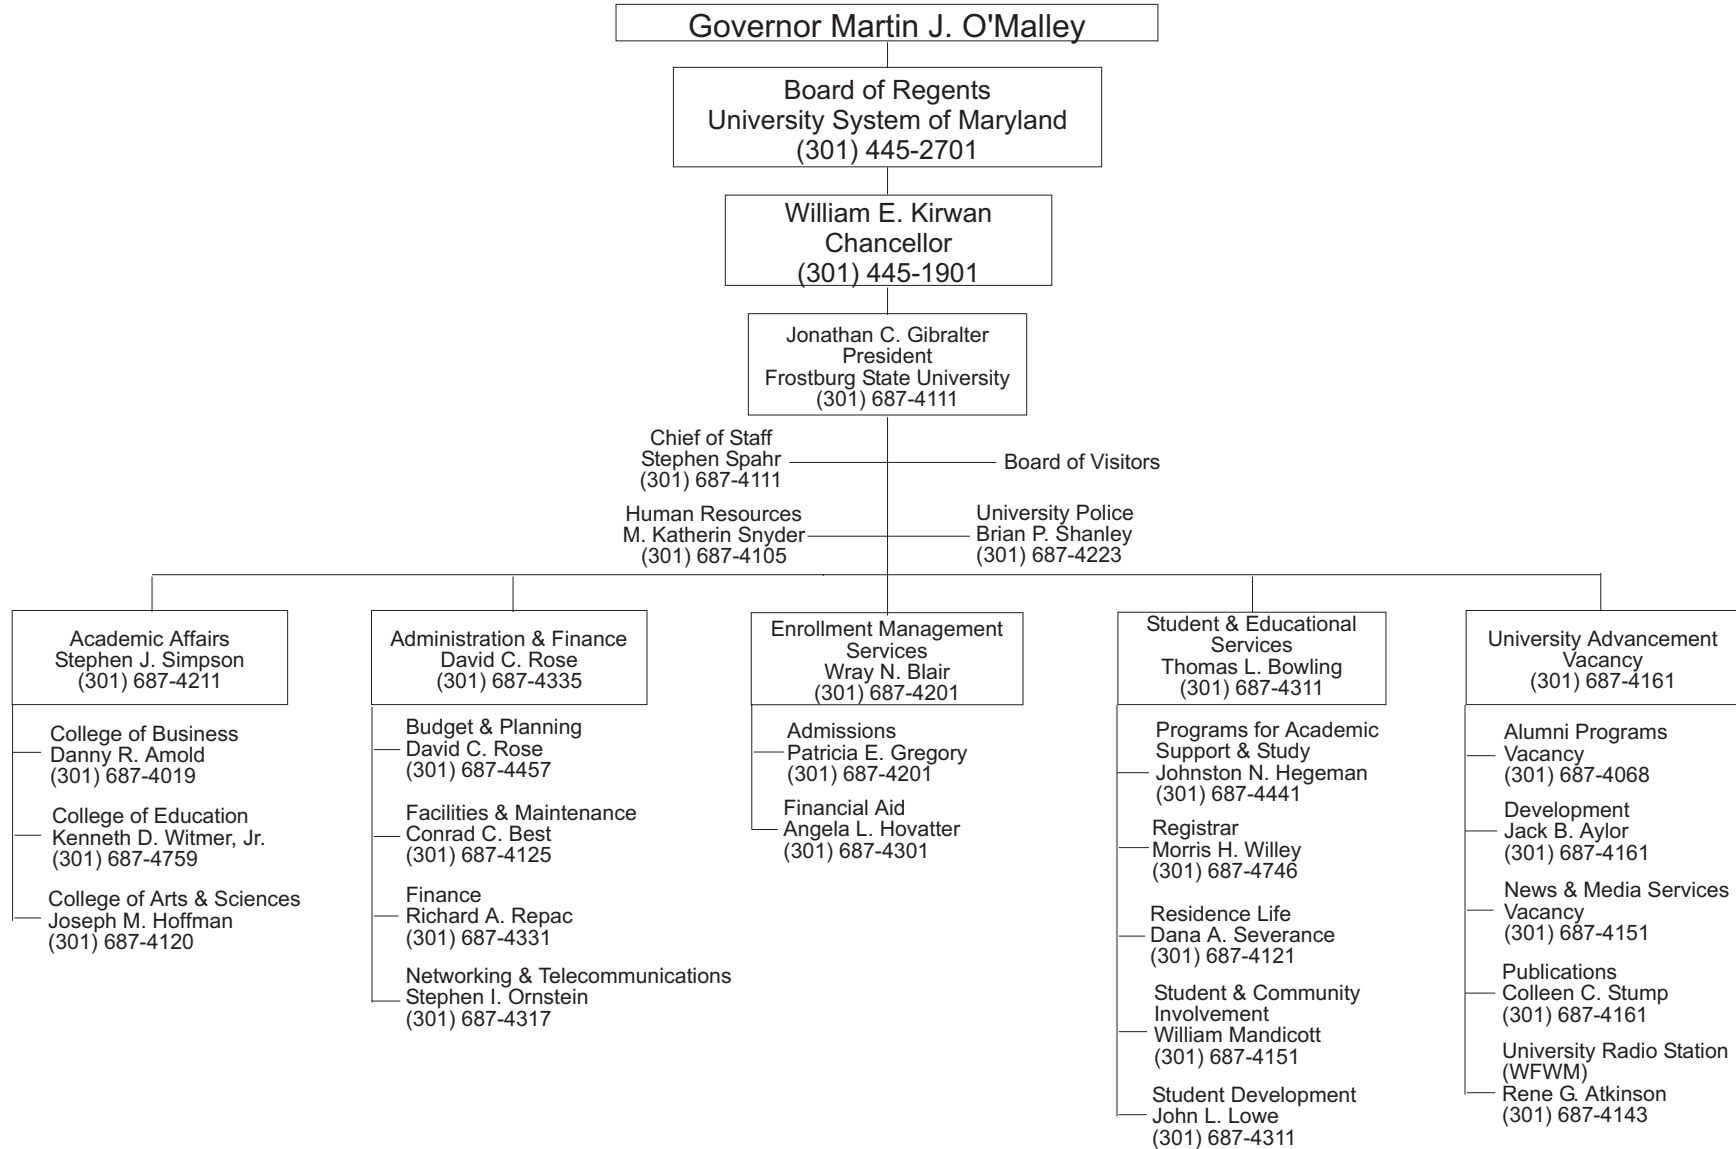 Governor Martin J. O'Malley
Board of Regents
University System of Maryland
(301) 445-2701
William E. Kirwan
Chancellor
(301) 445-1901
Jonathan C. Gibralter
President
Frostburg State University
(301) 687-4111
Chief of Staff
Stephen Spahr
(301) 687-4111
Board of Visitors
Human Resources
M. Katherin Snyder
(301) 687-4105
University Police
Brian P. Shanley
(301) 687-4223
Academic Affairs
Stephen J. Simpson
(301) 687-4211
College of Business
Danny R. Arnold
(301) 687-4019
College of Education
Kenneth D. Witmer, Jr.
(301) 687-4759
College of Arts & Sciences
Joseph M. Hoffman
(301) 687-4120
Administration & Finance
David C. Rose
(301) 687-4335
Budget & Planning
David C. Rose
(301) 687-4457
Facilities & Maintenance
Conrad C. Best
(301) 687-4125
Finance
Richard A. Repac
(301) 687-4331
Networking & Telecommunications
Stephen I. Ornstein
(301) 687-4317
Enrollment Management
Services
Wray N. Blair
(301) 687-4201
Admissions
Patricia E. Gregory
(301) 687-4201
Financial Aid
Angela L. Hovatter
(301) 687-4301
Student & Educational
Services
Thomas L. Bowling
(301) 687-4311
Programs for Academic
Support & Study
Johnston N. Hegeman
(301) 687-4441
Registrar
Morris H. Willey
(301) 687-4746
Residence Life
Dana A. Severance
(301) 687-4121
Student & Community
Involvement
William Mandicott
(301) 687-4151
Student Development
John L. Lowe
(301) 687-4311
University Advancement
Vacancy
(301) 687-4161
Alumni Programs
Vacancy
(301) 687-4068
Development
Jack B. Aylor
(301) 687-4161
News & Media Services
Vacancy
(301) 687-4151
Publications
Colleen C. Stump
(301) 687-4161
University Radio Station
(WFWM)
Rene G. Atkinson
(301) 687-4143